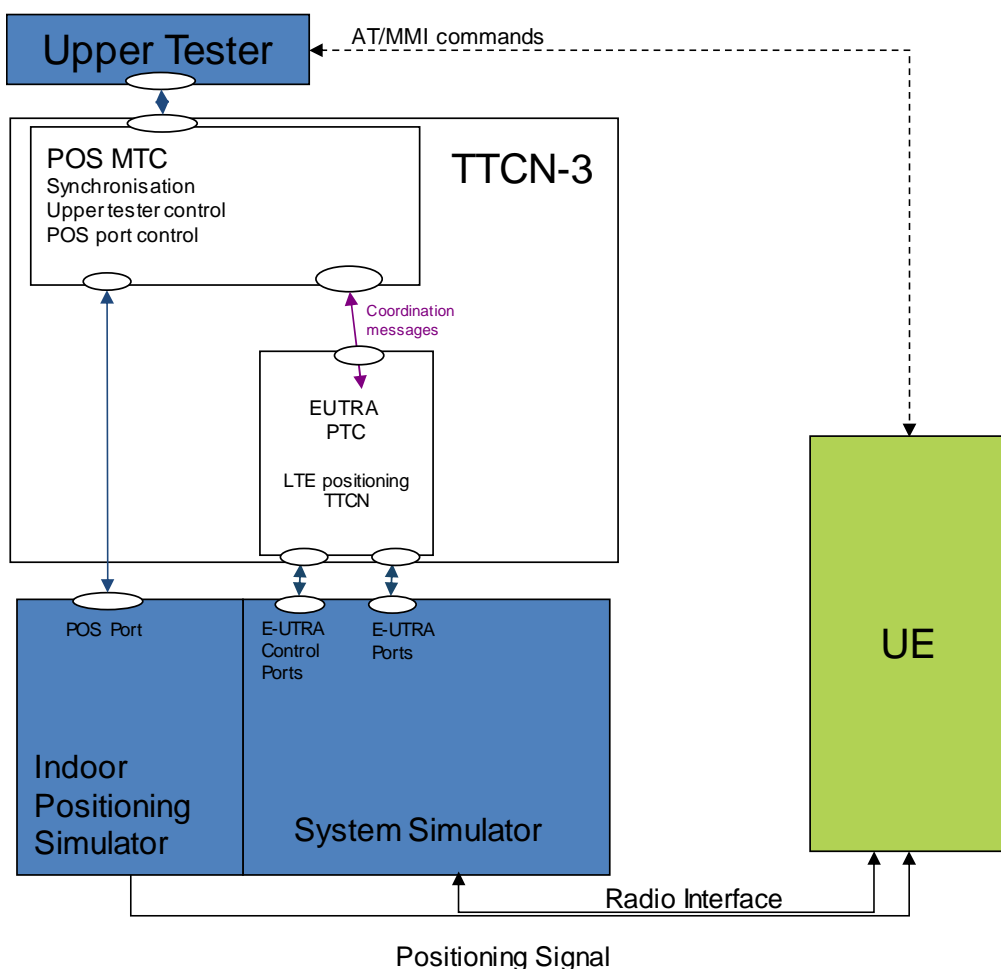 Upper Tester
AT/MMI commands
POS MTC
Synchronisation
Upper tester control
POS port control
TTCN-3
Coordination
messages
EUTRA
PTC
LTE positioning
TTCN
POS Port
E-UTRA
Control
Ports
E-UTRA
Ports
UE
Indoor
Positioning
Simulator
System Simulator
Radio Interface
Positioning Signal